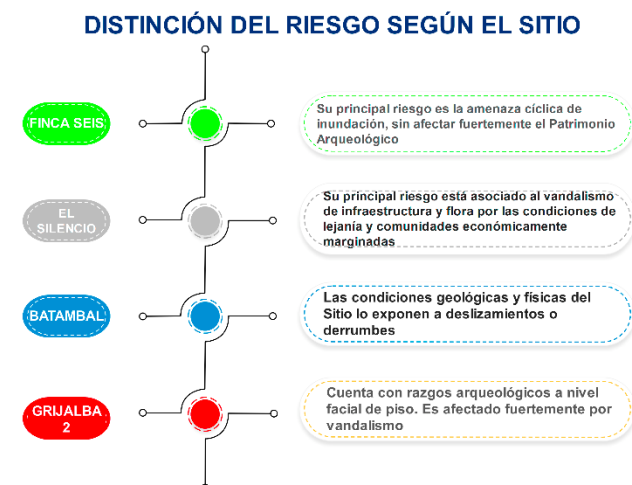 DISTINCIÓN DEL RIESGO SEGÚN EL SITIO
FINCA SEIS
Su principal riesgo es la amenaza cíclica de
inundación, sin afectar fuertemente el Patrimonio
Arqueológico
EL
SILENCIO
Su principal riesgo está asociado al vandalismo
de infraestructura y flora por las condiciones de
lejanía y comunidades económicamente
marginadas
BATAMBAL
Las condiciones geológicas y físicas del
Sitio lo exponen a deslizamientos o
derrumbes
GRIJALBA
2
Cuenta con razgos arqueológicos a nivel
facial de piso. Es afectado fuertemente por
vandalismo